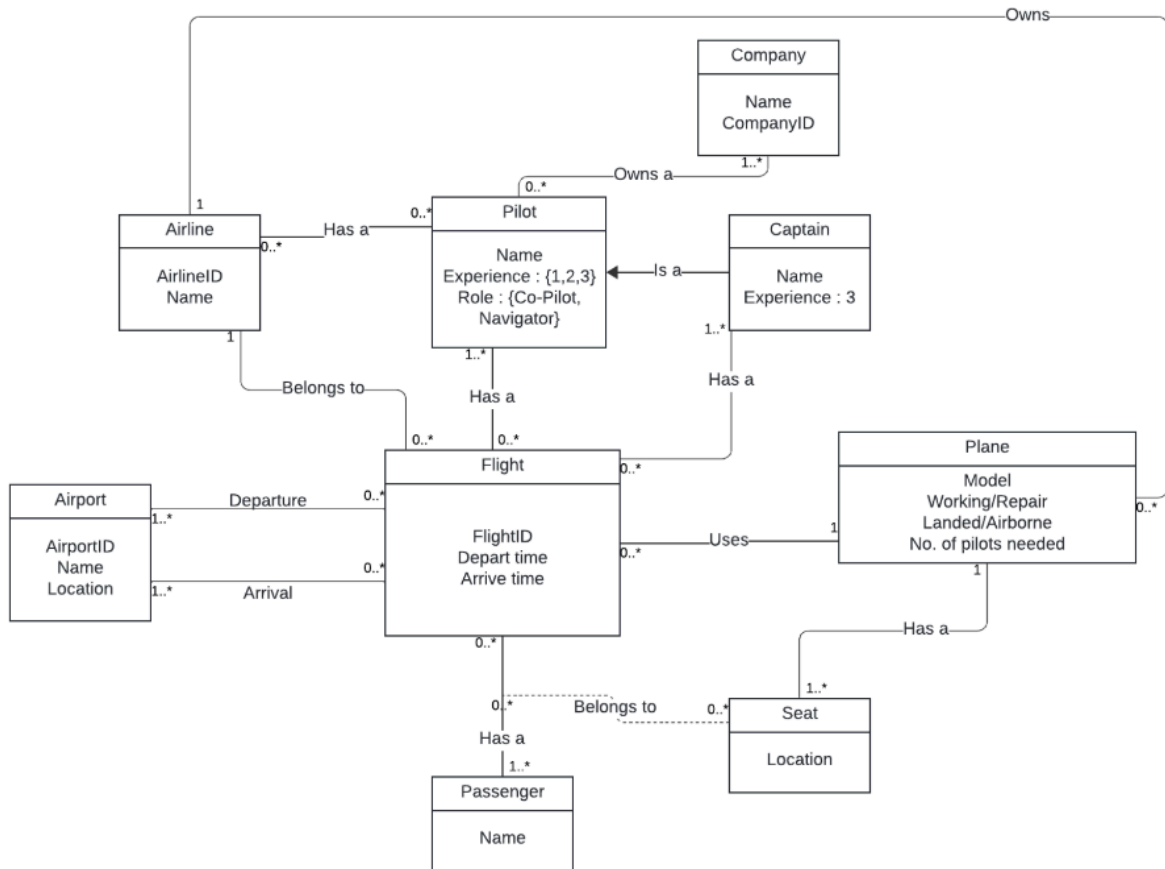 Owns
Company
Name
CompanyID
1..*
Owns a
0..*
1
Airline
AirlineID
Name
0..*
Has a
0..*
Pilot
Name
Experience : {1,2,3}
Role : {Co-Pilot,
Navigator}
Is a
Captain
Name
Experience : 3
1
Belongs to
0..*
1..*
Has a
0..*
1..*
Has a
0..*
Flight
FlightID
Depart time
Arrive time
Plane
Model
Working/Repair
Landed/Airborne
No. of pilots needed
0..*
Airport
AirportID
Name
Location
Departure
0..*
1..*
0..*
1..*
Arrival
Uses
1
0..*
1
Has a
1..*
0..*
0..*
Belongs to
0..*
Seat
Location
Has a
1..*
Passenger
Name